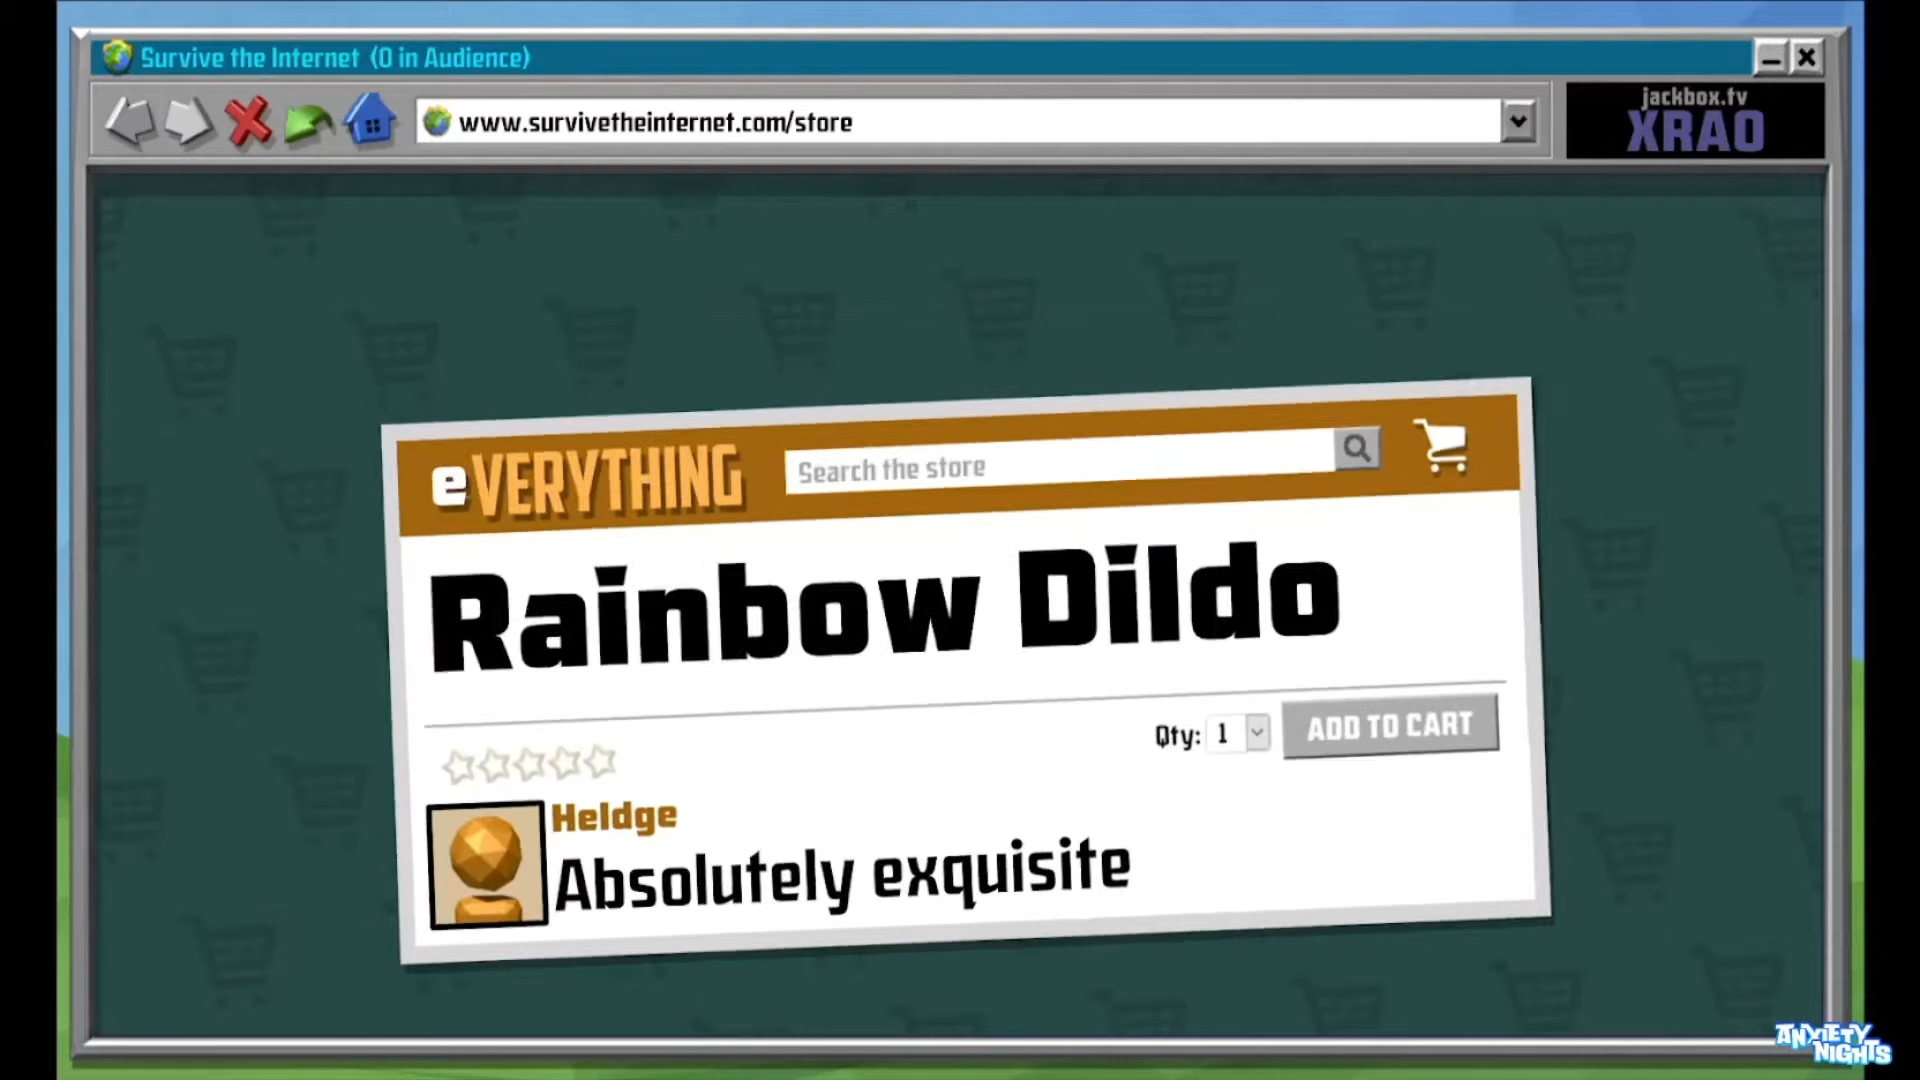 Survive the Internet (0 in Audience)
www.survivetheinternet.com/store
jackbox.tv
XRAO
eVERYTHING
Search the store
Rainbow Dildo
Qty: 1
ADD TO CART
Heldge
Absolutely exquisite
ANXIETY
NIGHTS